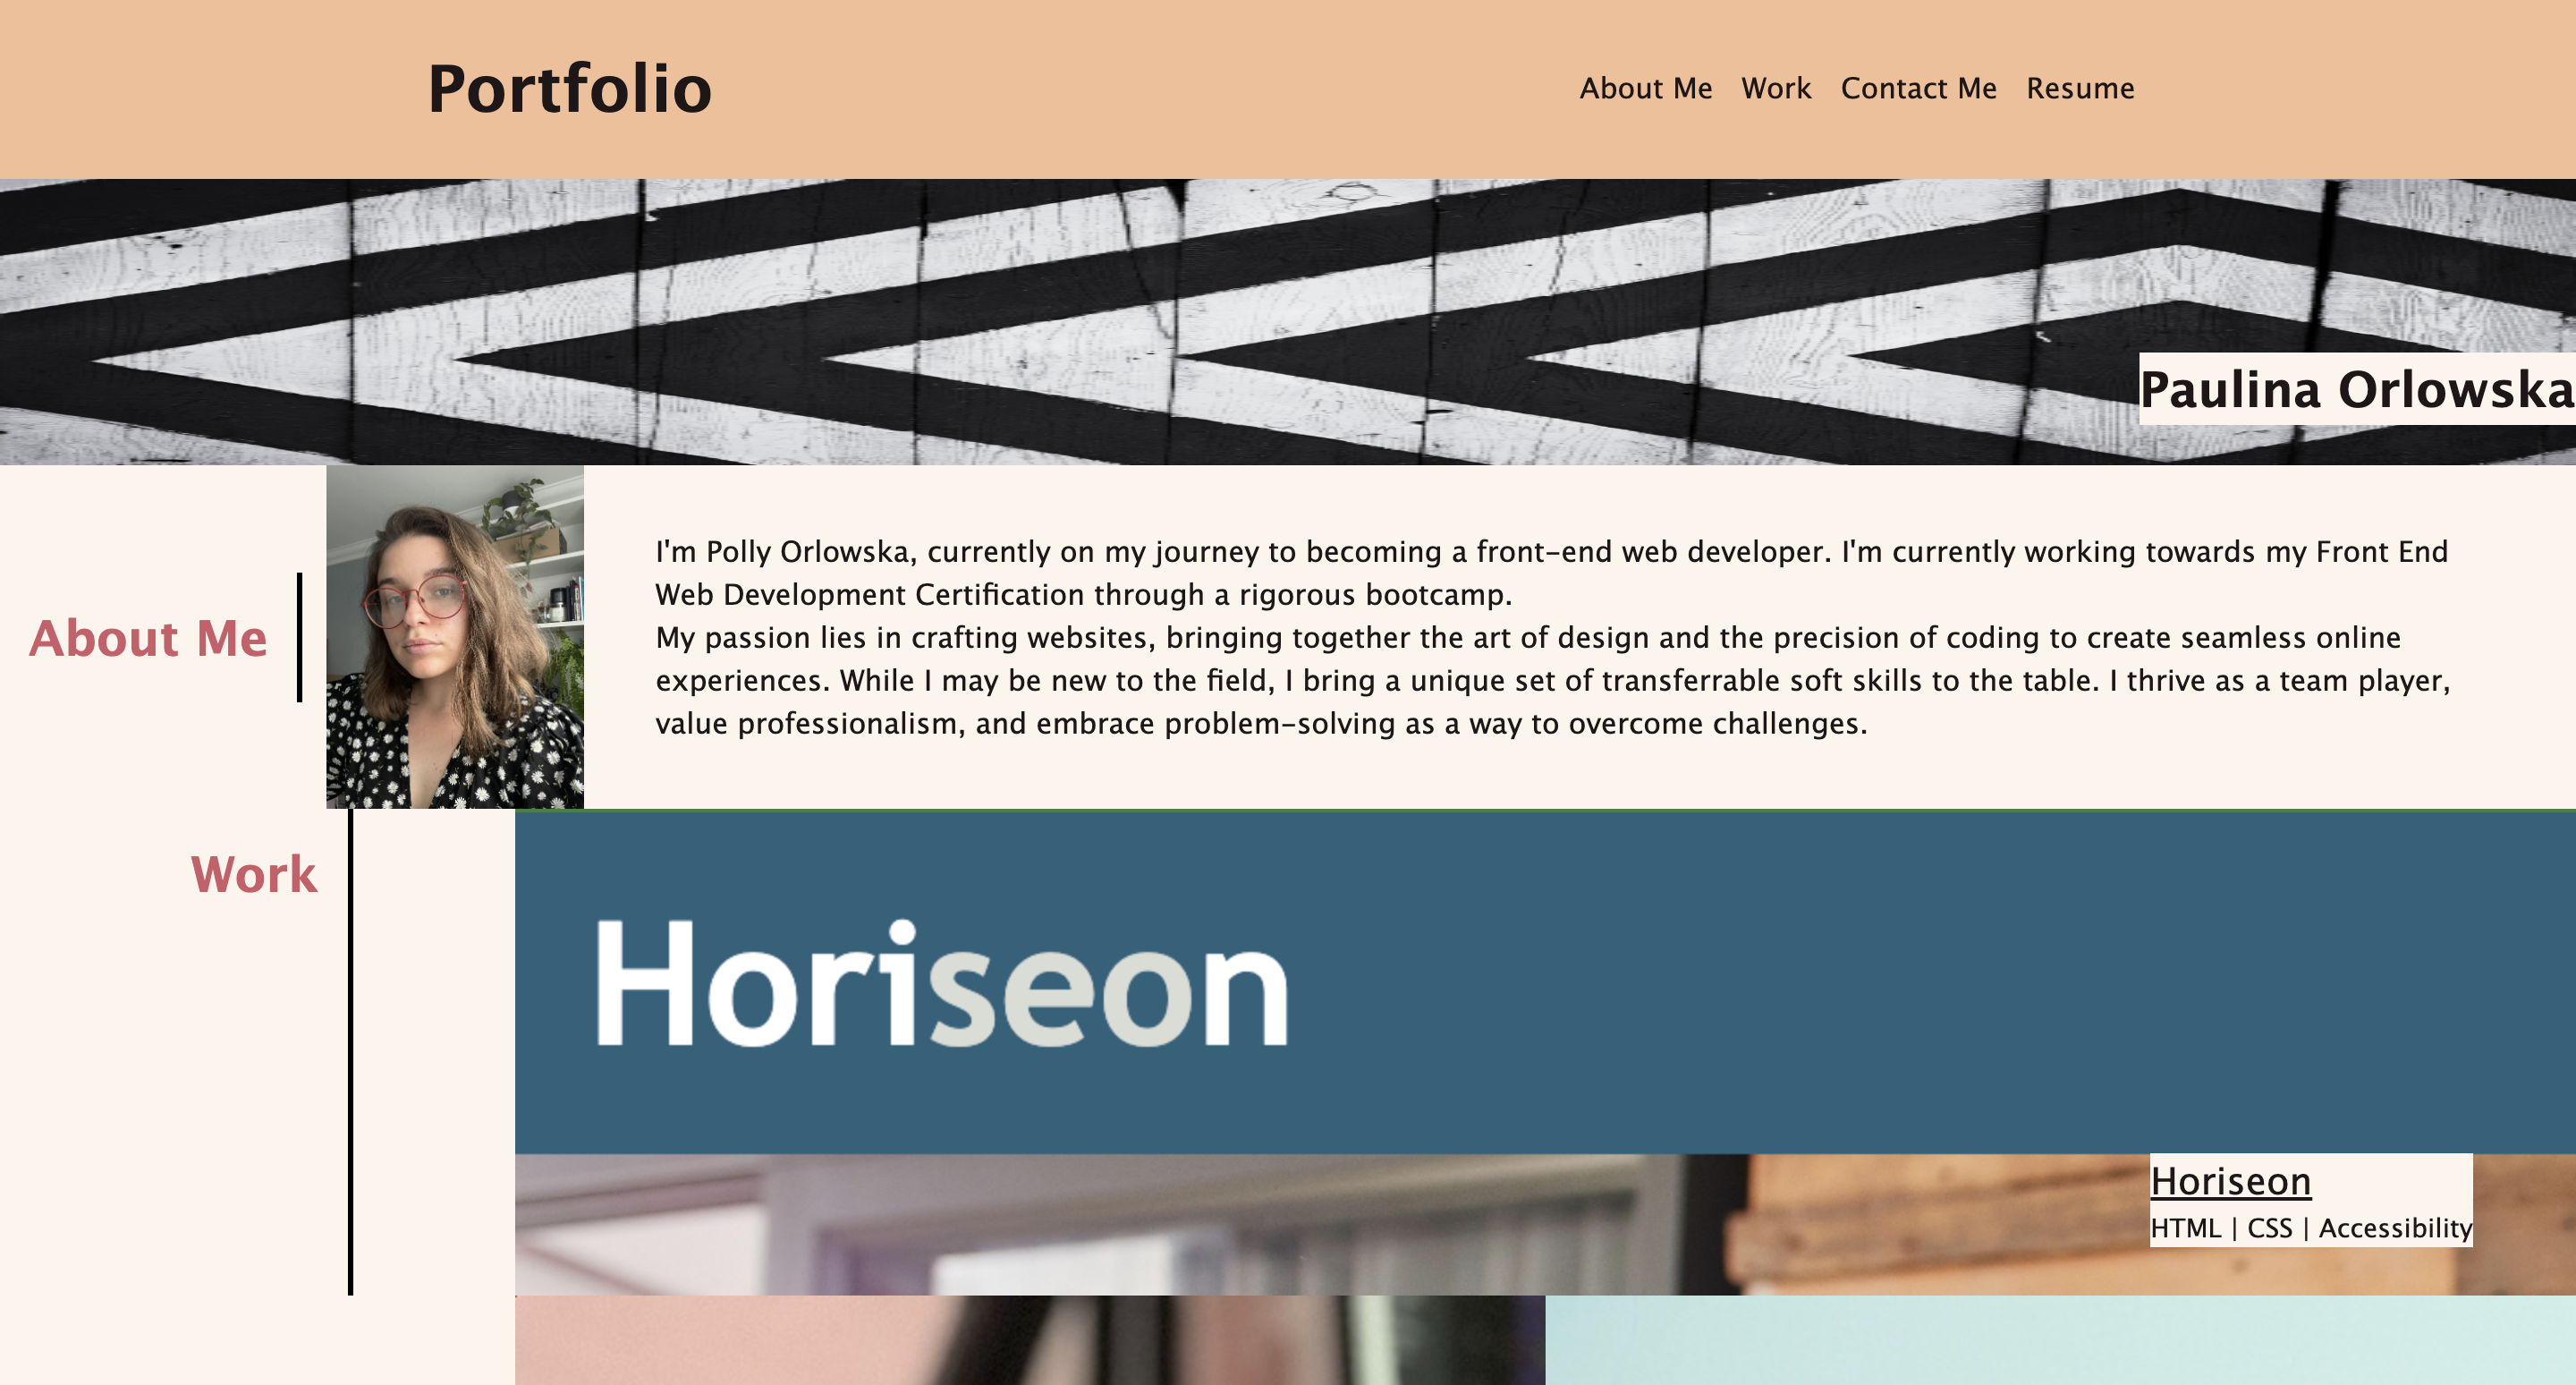 Portfolio
About Me Work Contact Me Resume
Paulina Orlowska
About Me
I'm Polly Orlowska, currently on my journey to becoming a front-end web developer. I'm currently working towards my Front End
Web Development Certification through a rigorous bootcamp.
My passion lies in crafting websites, bringing together the art of design and the precision of coding to create seamless online
experiences. While I may be new to the field, I bring a unique set of transferrable soft skills to the table. I thrive as a team player,
value professionalism, and embrace problem-solving as a way to overcome challenges.
Work
Horiseon
Horiseon
HTML | CSS | Accessibility